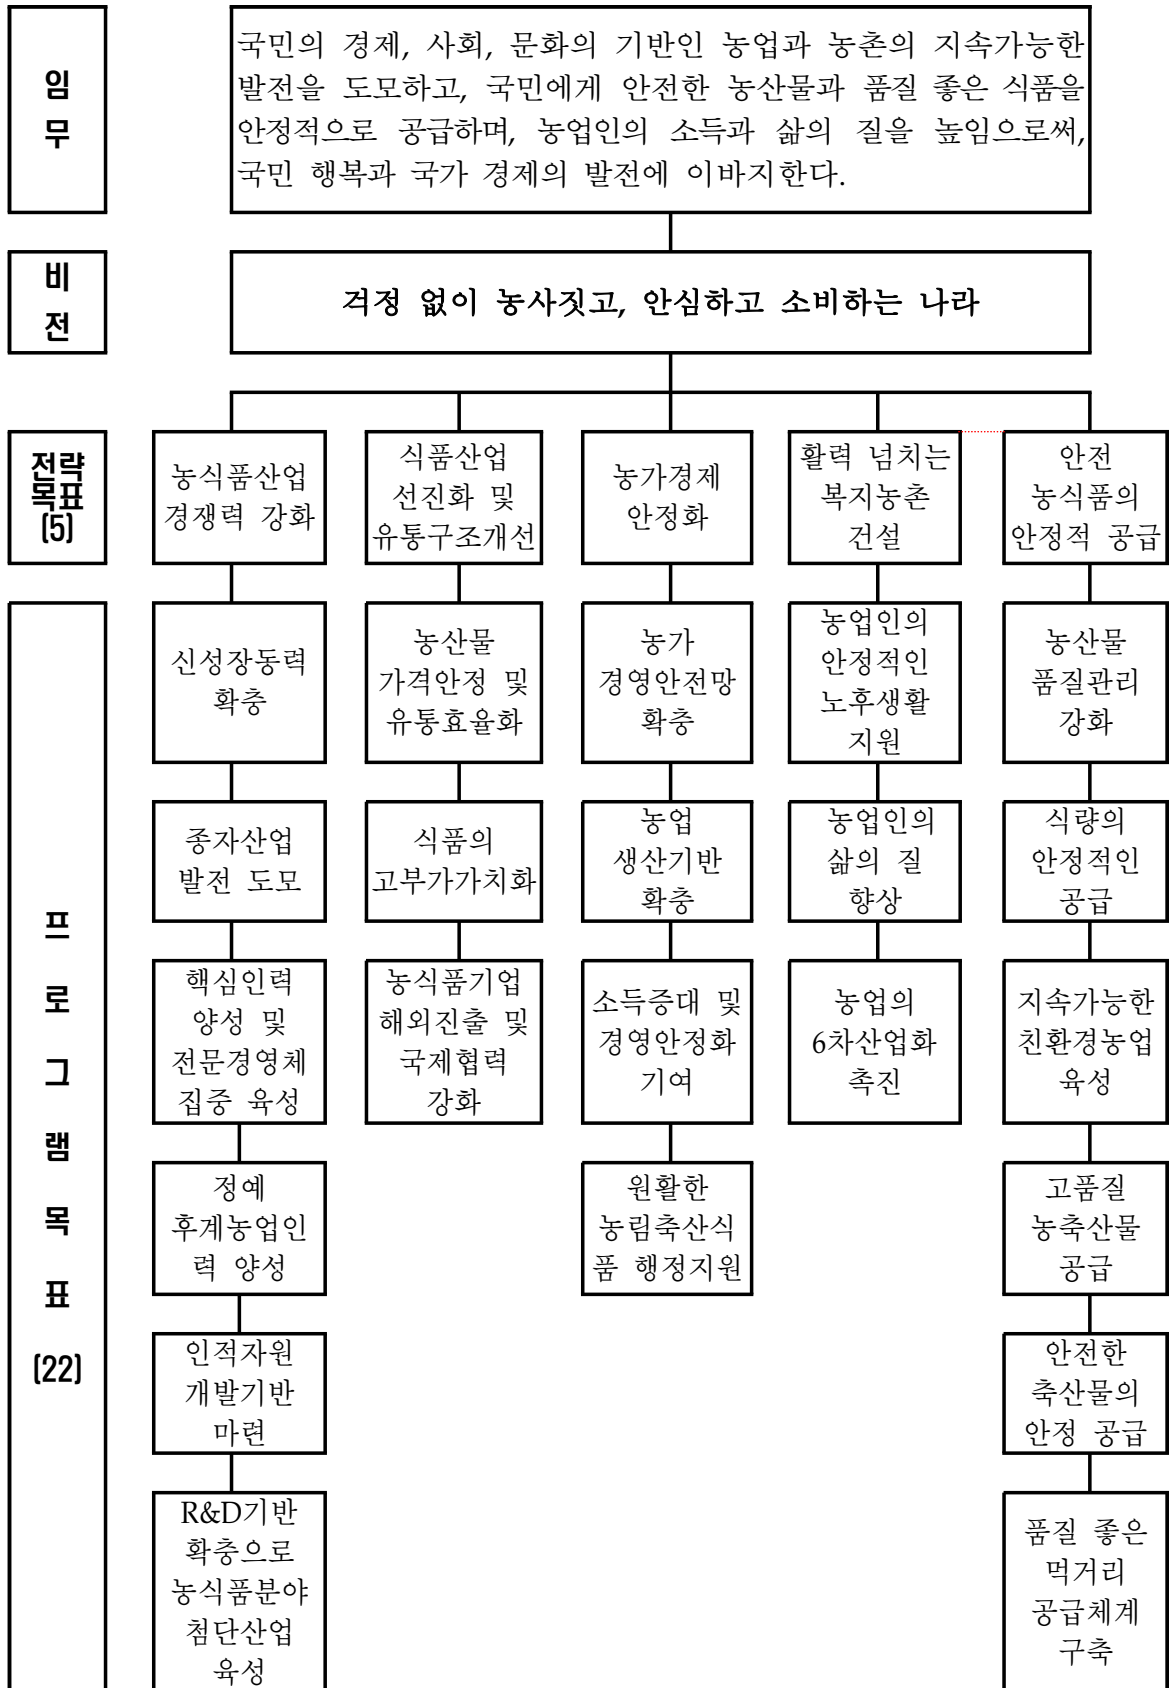 임
무
국민의 경제, 사회, 문화의 기반인 농업과 농촌의 지속가능한
발전을 도모하고, 국민에게 안전한 농산물과 품질 좋은 식품을
안정적으로 공급하며, 농업인의 소득과 삶의 질을 높임으로써,
국민 행복과 국가 경제의 발전에 이바지한다.
비
전
걱정 없이 농사짓고, 안심하고 소비하는 나라
전략
목표
(5)
농식품산업
경쟁력 강화
식품산업
선진화 및
유통구조개선
농가경제
안정화
활력 넘치는
복지농촌
건설
안전
농식품의
안정적 공급
프
로
그
램
목
표
(22)
신성장동력
확충
농산물
가격안정 및
유통효율화
농가
경영안전망
확충
농업인의
안정적인
노후생활
지원
농산물
품질관리
강화
종자산업
발전 도모
식품의
고부가가치화
농업
생산기반
확충
농업인의
삶의 질
향상
식량의
안정적인
공급
핵심인력
양성 및
전문경영체
집중 육성
농식품기업
해외진출 및
국제협력
강화
소득증대 및
경영안정화
기여
농업의
6차산업화
촉진
지속가능한
친환경농업
육성
정예
후계농업인
력 양성
원활한
농림축산식
품 행정지원
고품질
농축산물
공급
인적자원
개발기반
마련
안전한
축산물의
안정 공급
R&D기반
확충으로
농식품분야
첨단산업
육성
품질 좋은
먹거리
공급체계
구축